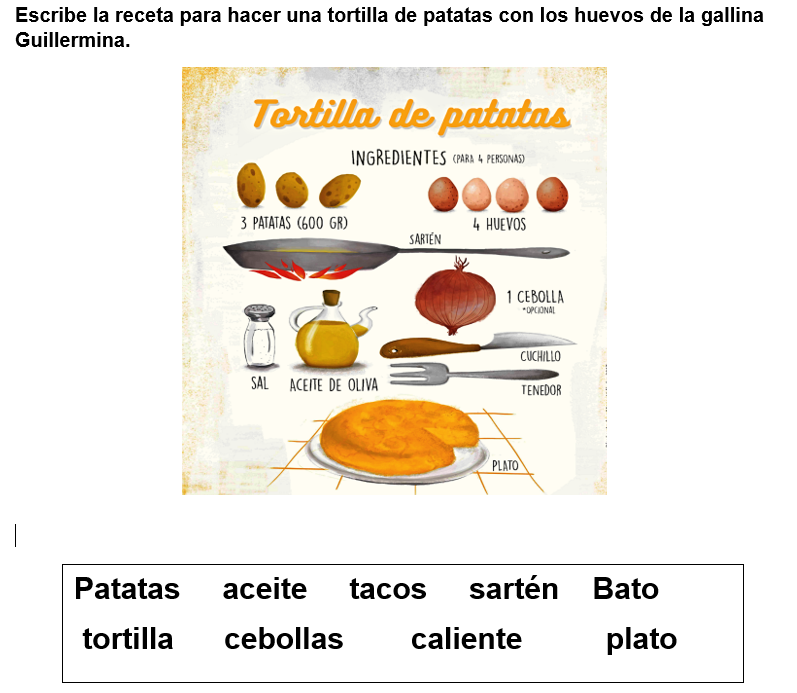 Escribe la receta para hacer una tortilla de patatas con los huevos de la gallina
Guillermina.
Tortilla de patatas
INGREDIENTES (PARA 4 PERSONAS)
3 PATATAS (600 GR)
4 HUEVOS
SARTÉN
1 CEBOLLA
*OPCIONAL
CUCHILLO
SAL ACEITE DE OLIVA
TENEDOR
PLATO
Patatas aceite tacos sartén Bato
tortilla cebollas caliente plato